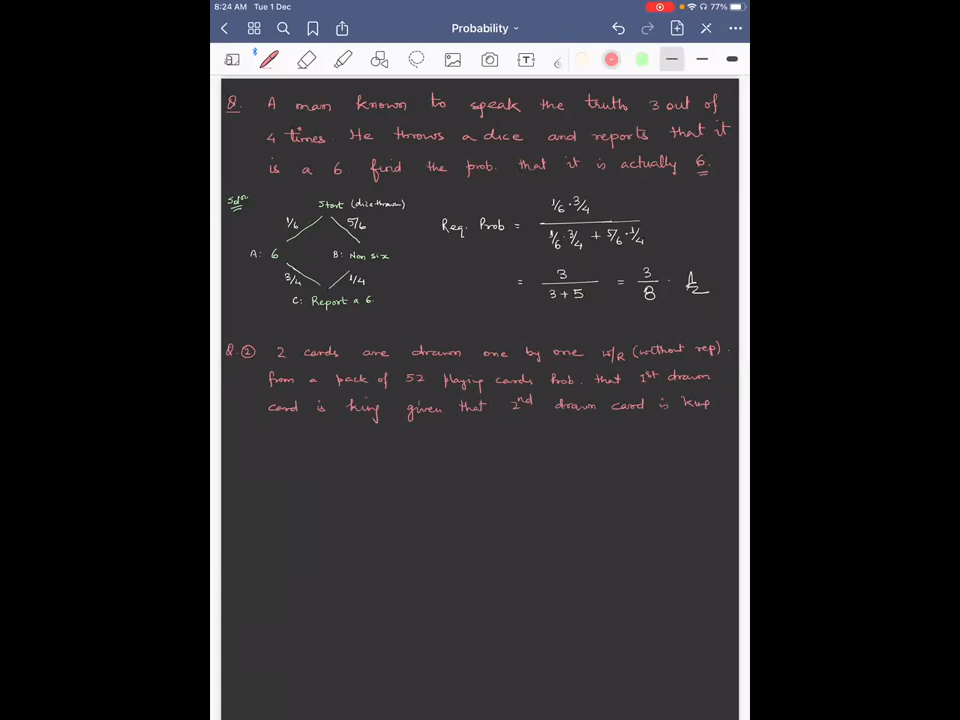 8:24 AM Tue 1 Dec
77%
Probability
Q. A man known to speak the truth 3 out of
4 times. He throws a dice and reports that it
is a 6 find the prob. that it is actually 6.
Solⁿ
Start (dice thrown)
1/6 5/6
A: 6 B: Non six
3/4 1/4
C: Report a 6.
Req. Prob = (1/6 · 3/4) / (1/6 · 3/4 + 5/6 · 1/4)
= 3 / (3 + 5) = 3/8 .
Q. ② 2 cards are drawn one by one w/R (without rep).
from a pack of 52 playing cards Prob. that 1st drawn
card is king given that 2nd drawn card is